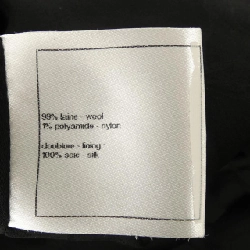 99% laine - wool
1% polyamide - nylon
doublure - lining
100% soie - silk